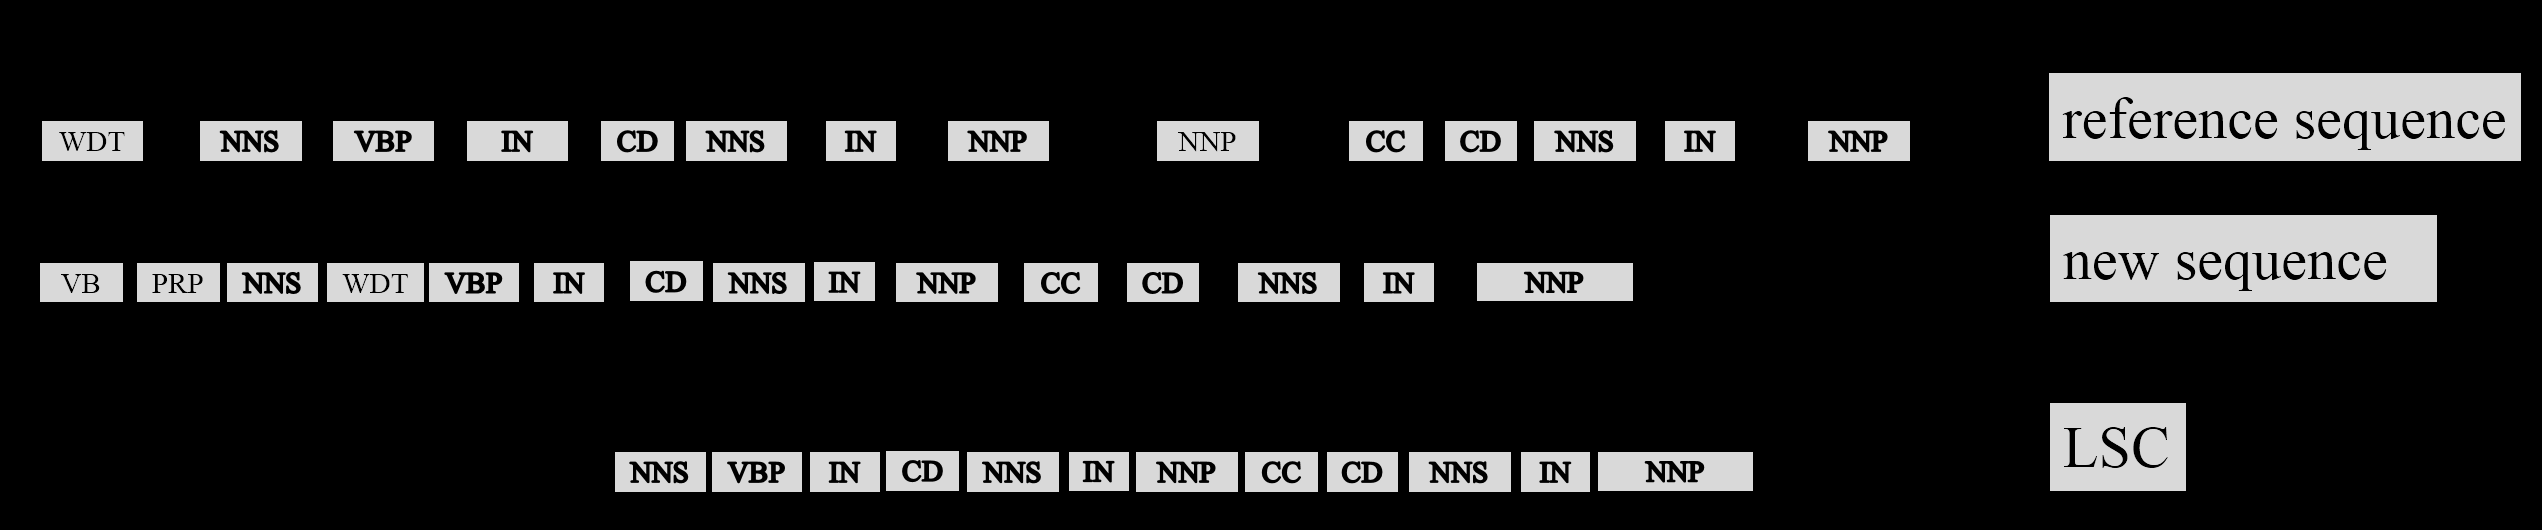 WDT NNS VBP IN CD NNS IN NNP NNP CC CD NNS IN NNP reference sequence
VB PRP NNS WDT VBP IN CD NNS IN NNP CC CD NNS IN NNP new sequence
NNS VBP IN CD NNS IN NNP CC CD NNS IN NNP LSC